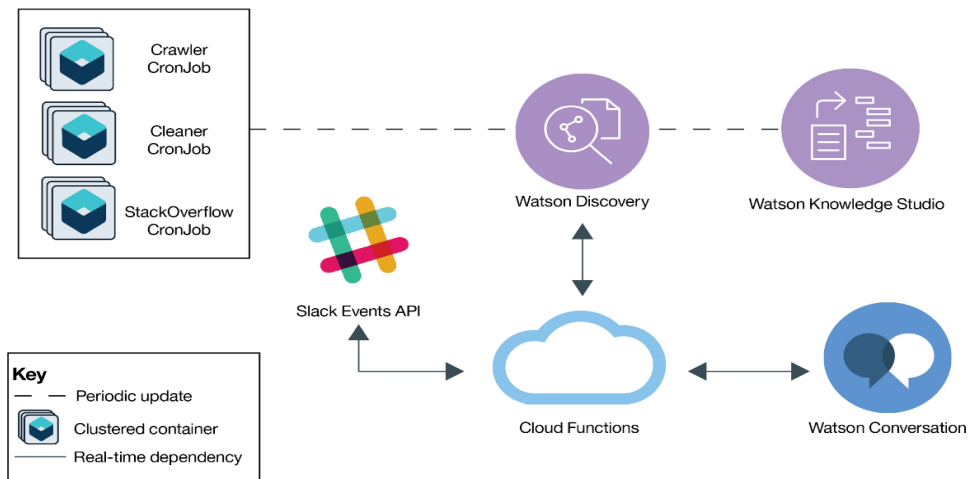 Crawler
CronJob
Cleaner
CronJob
StackOverflow
CronJob
Watson Discovery
Watson Knowledge Studio
Slack Events API
Cloud Functions
Watson Conversation
Key
Periodic update
Clustered container
Real-time dependency